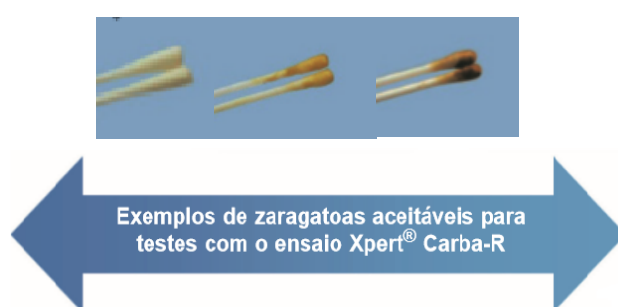 Exemplos de zaragatoas aceitáveis para
testes com o ensaio Xpert® Carba-R